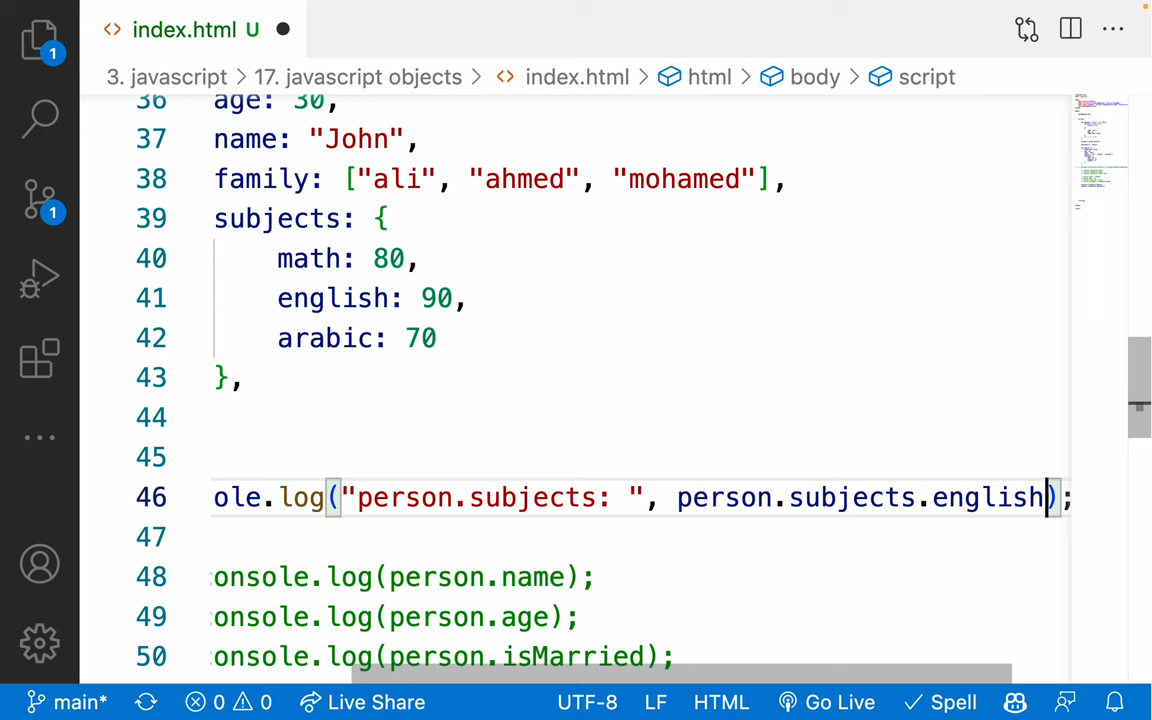 index.html U
3. javascript > 17. javascript objects > index.html > html > body > script
1
1
36 age: 30,
37 name: "John",
38 family: ["ali", "ahmed", "mohamed"],
39 subjects: {
40 math: 80,
41 english: 90,
42 arabic: 70
43 },
44
45
46 ole.log("person.subjects: ", person.subjects.english);
47
48 onsole.log(person.name);
49 onsole.log(person.age);
50 onsole.log(person.isMarried);
main* 0 0 Live Share UTF-8 LF HTML Go Live Spell